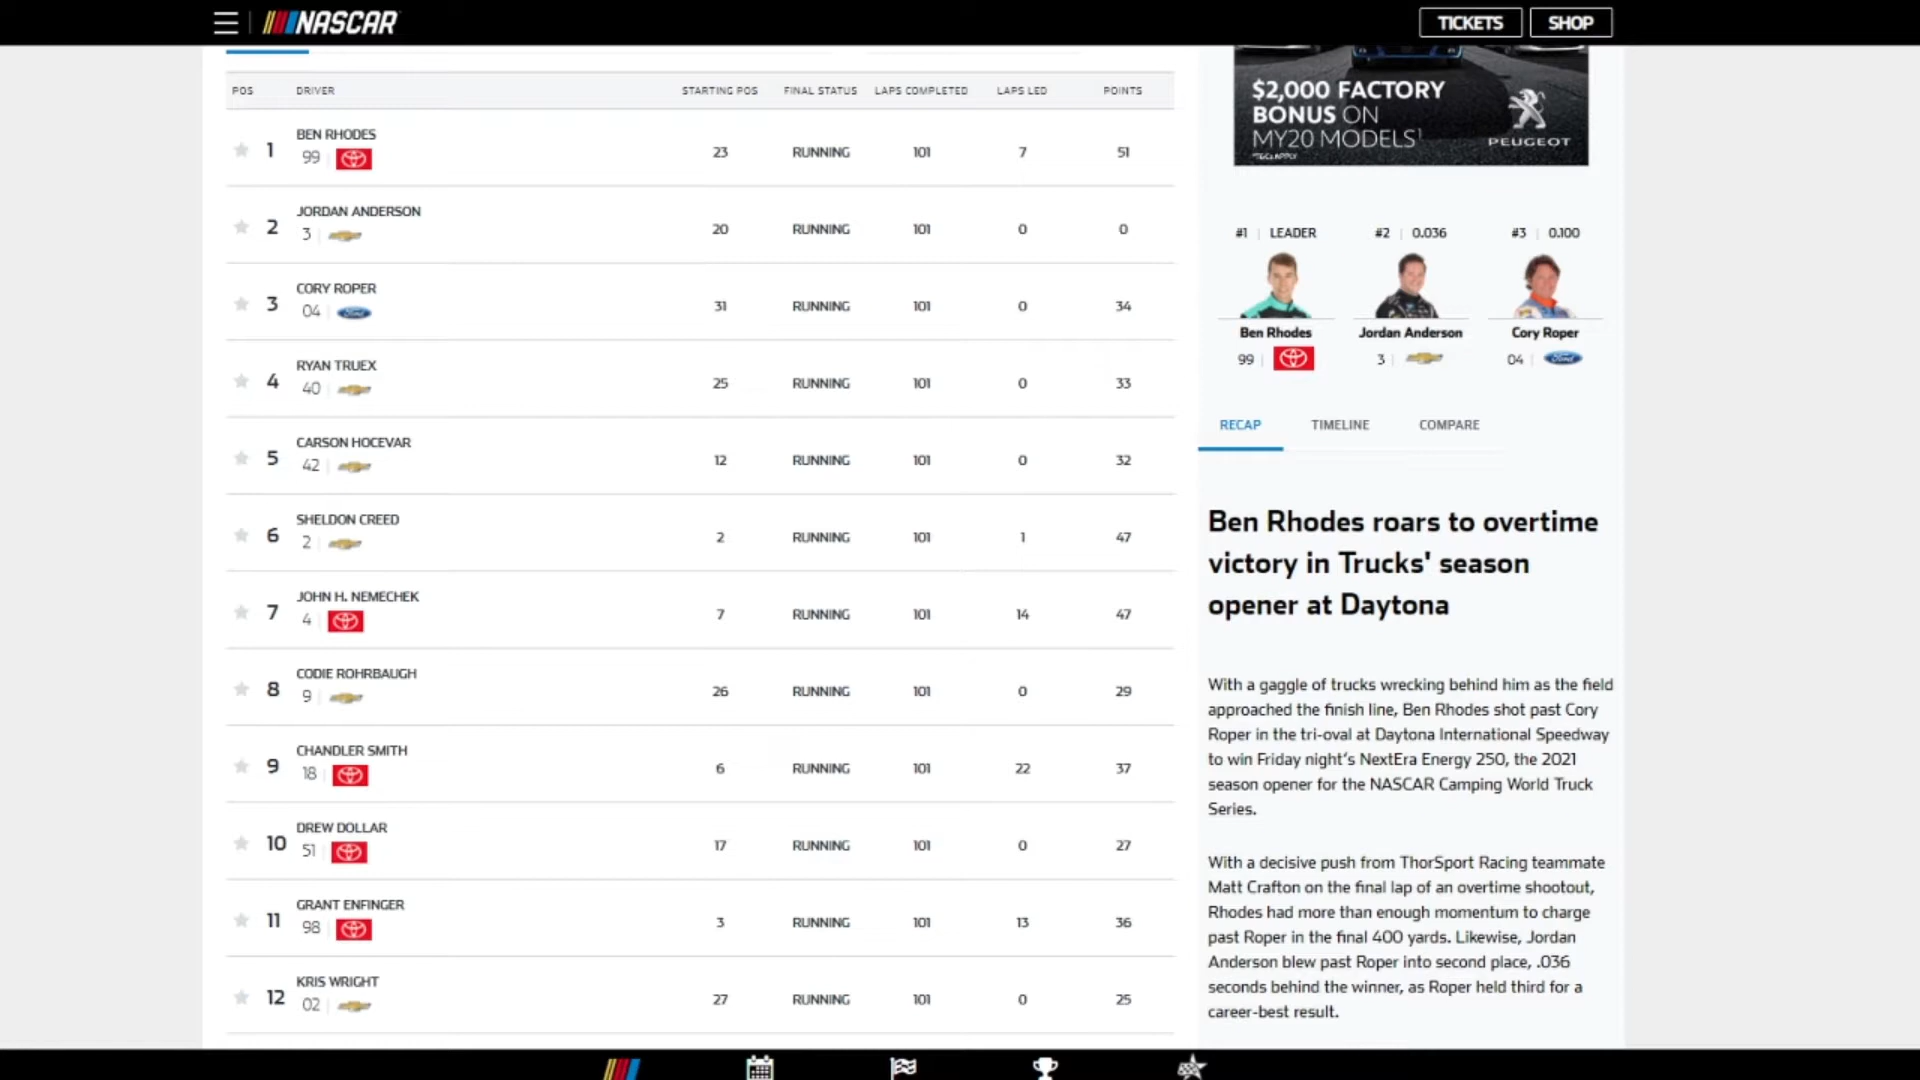 NASCAR
TICKETS
SHOP
POS DRIVER STARTING POS FINAL STATUS LAPS COMPLETED LAPS LED POINTS
1 BEN RHODES 99 23 RUNNING 101 7 51
2 JORDAN ANDERSON 3 20 RUNNING 101 0 0
3 CORY ROPER 04 Ford 31 RUNNING 101 0 34
4 RYAN TRUEX 40 25 RUNNING 101 0 33
5 CARSON HOCEVAR 42 12 RUNNING 101 0 32
6 SHELDON CREED 2 2 RUNNING 101 1 47
7 JOHN H. NEMECHEK 4 7 RUNNING 101 14 47
8 CODIE ROHRBAUGH 9 26 RUNNING 101 0 29
9 CHANDLER SMITH 18 6 RUNNING 101 22 37
10 DREW DOLLAR 51 17 RUNNING 101 0 27
11 GRANT ENFINGER 98 3 RUNNING 101 13 36
12 KRIS WRIGHT 02 27 RUNNING 101 0 25
$2,000 FACTORY
BONUS ON
MY20 MODELS¹
PEUGEOT
#1 | LEADER #2 | 0.036 #3 | 0.100
Ben Rhodes Jordan Anderson Cory Roper
99 3 04 Ford
RECAP TIMELINE COMPARE
Ben Rhodes roars to overtime
victory in Trucks' season
opener at Daytona
With a gaggle of trucks wrecking behind him as the field
approached the finish line, Ben Rhodes shot past Cory
Roper in the tri-oval at Daytona International Speedway
to win Friday night's NextEra Energy 250, the 2021
season opener for the NASCAR Camping World Truck
Series.
With a decisive push from ThorSport Racing teammate
Matt Crafton on the final lap of an overtime shootout,
Rhodes had more than enough momentum to charge
past Roper in the final 400 yards. Likewise, Jordan
Anderson blew past Roper into second place, .036
seconds behind the winner, as Roper held third for a
career-best result.